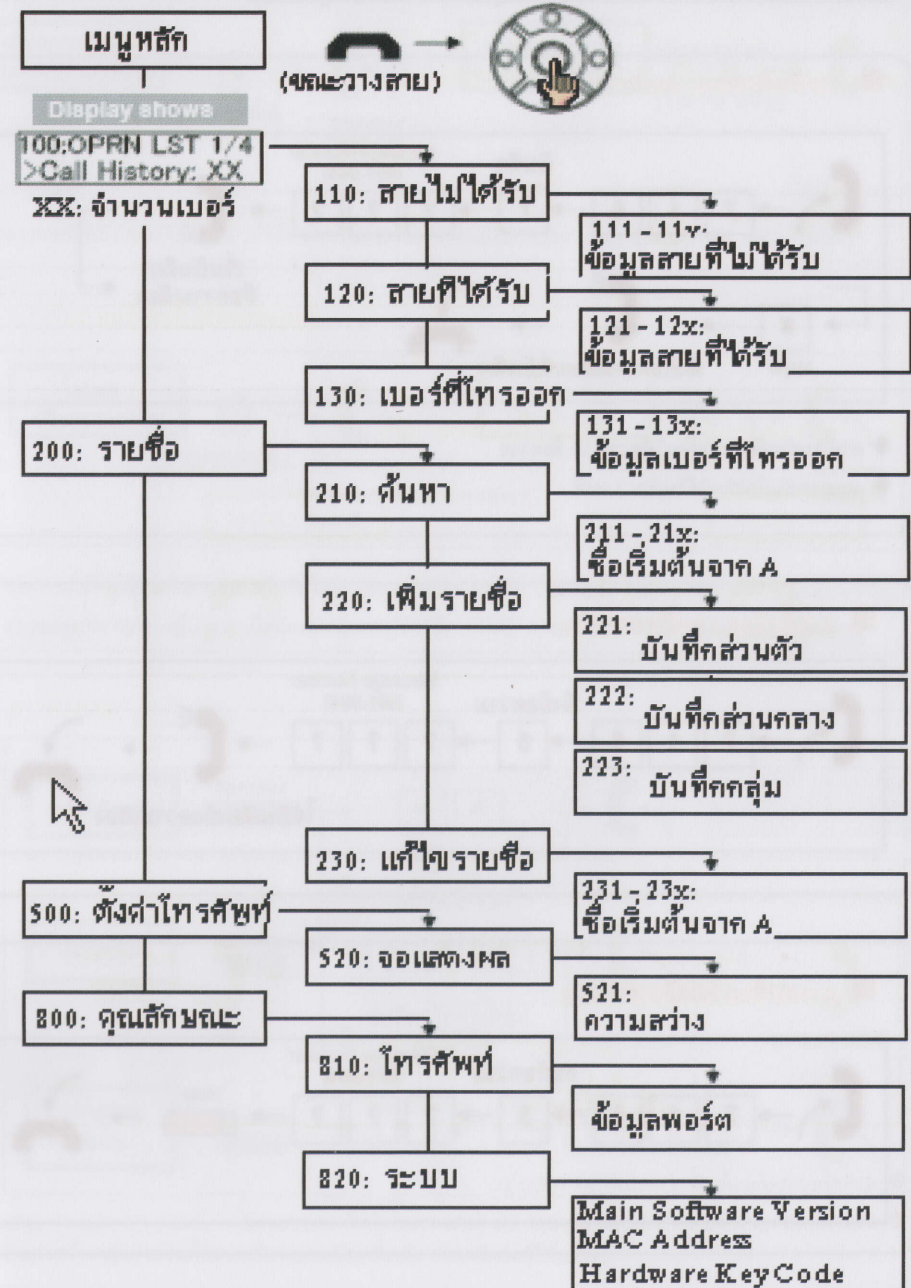 เมนูหลัก
(ขณะวางสาย)
Display shows
100:OPRN LST 1/4
>Call History: XX
XX: จำนวนเบอร์
110: สายไม่ได้รับ
111 - 11x:
ข้อมูลสายที่ไม่ได้รับ
120: สายที่ได้รับ
121 - 12x:
ข้อมูลสายที่ได้รับ
130: เบอร์ที่โทรออก
131 - 13x:
ข้อมูลเบอร์ที่โทรออก
200: รายชื่อ
210: ค้นหา
211 - 21x:
ชื่อเริ่มต้นจาก A
220: เพิ่มรายชื่อ
221:
บันทึกส่วนตัว
222:
บันทึกส่วนกลาง
223:
บันทึกกลุ่ม
230: แก้ไขรายชื่อ
231 - 23x:
ชื่อเริ่มต้นจาก A
500: ตั้งค่าโทรศัพท์
520: จอแสดงผล
521:
ความสว่าง
800: คุณลักษณะ
810: โทรศัพท์
ข้อมูลพอร์ต
820: ระบบ
Main Software Version
MAC Address
Hardware Key Code